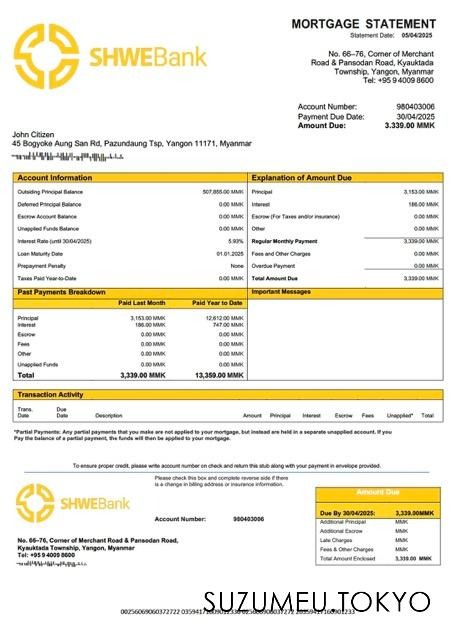 SHWEBank
MORTGAGE STATEMENT
Statement Date: 05/04/2025
No. 66–76, Corner of Merchant
Road & Pansodan Road, Kyauktada
Township, Yangon, Myanmar
Tel: +95 9 4009 8600
Account Number: 980403006
Payment Due Date: 30/04/2025
Amount Due: 3.339.00 MMK
John Citizen
45 Bogyoke Aung San Rd, Pazundaung Tsp, Yangon 11171, Myanmar
Account Information
Outsiding Principal Balance 507,855.00 MMK
Deferred Principal Balance 0.00 MMK
Escrow Account Balance 0.00 MMK
Unapplied Funds Balance 0.00 MMK
Interest Rate (until 30/04/2025) 5.93%
Loan Maturity Date 01.01.2025
Prepayment Penalty None
Taxes Paid Year-to-Date 0.00 MMK
Explanation of Amount Due
Principal 3,153.00 MMK
Interest 186.00 MMK
Escrow (For Taxes and/or insurance) 0.00 MMK
Other 0.00 MMK
Regular Monthly Payment 3,339.00 MMK
Fees and Other Charges 0.00 MMK
Overdue Payment 0.00 MMK
Total Amount Due 3,339.00 MMK
Past Payments Breakdown
Paid Last Month Paid Year to Date
Principal 3,153.00 MMK 12,612.00 MMK
Interest 186.00 MMK 747.00 MMK
Escrow 0.00 MMK 0.00 MMK
Fees 0.00 MMK 0.00 MMK
Other 0.00 MMK 0.00 MMK
Unapplied Funds 0.00 MMK 0.00 MMK
Total 3,339.00 MMK 13,359.00 MMK
Important Messages
Transaction Activity
Trans. Date Due Date Description Amount Principal Interest Escrow Fees Unapplied* Total
*Partial Payments: Any partial payments that you make are not applied to your mortgage, but instead are held in a separate unapplied account. If you
Pay the balance of a partial payment, the funds will then be applied to your mortgage.
To ensure proper credit, please write account number on check and return this stub along with your payment in envelope provided.
Please check this box and complete reverse side if there
is a change in billing address or insurance information.
SHWEBank
Account Number: 980403006
No. 66–76, Corner of Merchant Road & Pansodan Road,
Kyauktada Township, Yangon, Myanmar
Tel: +95 9 4009 8600
Amount Due
Due By 30/04/2025: 3,339.00MMK
Additional Principal MMK
Additional Escrow MMK
Late Charges MMK
Fees & Other Charges MMK
Total Amount Enclosed 3,339.00 MMK
SUZUMEU.TOKYO